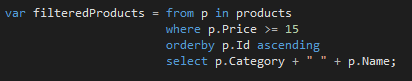 var filteredProducts = from p in products
where p.Price >= 15
orderby p.Id ascending
select p.Category + " " + p.Name;